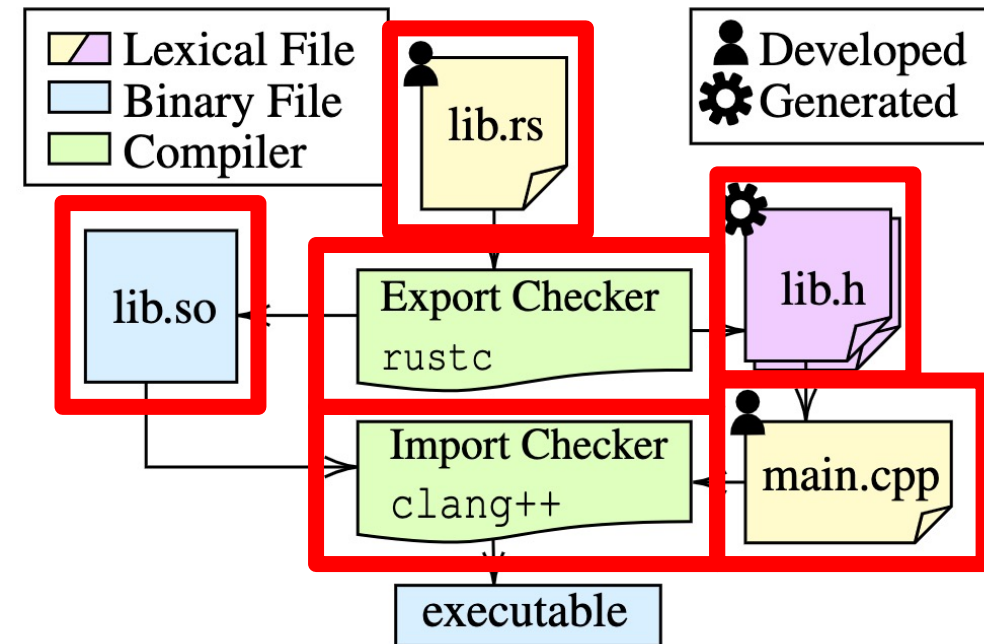 Lexical File
Binary File
Compiler
Developed
Generated
lib.rs
lib.so
Export Checker
rustc
lib.h
Import Checker
clang++
main.cpp
executable